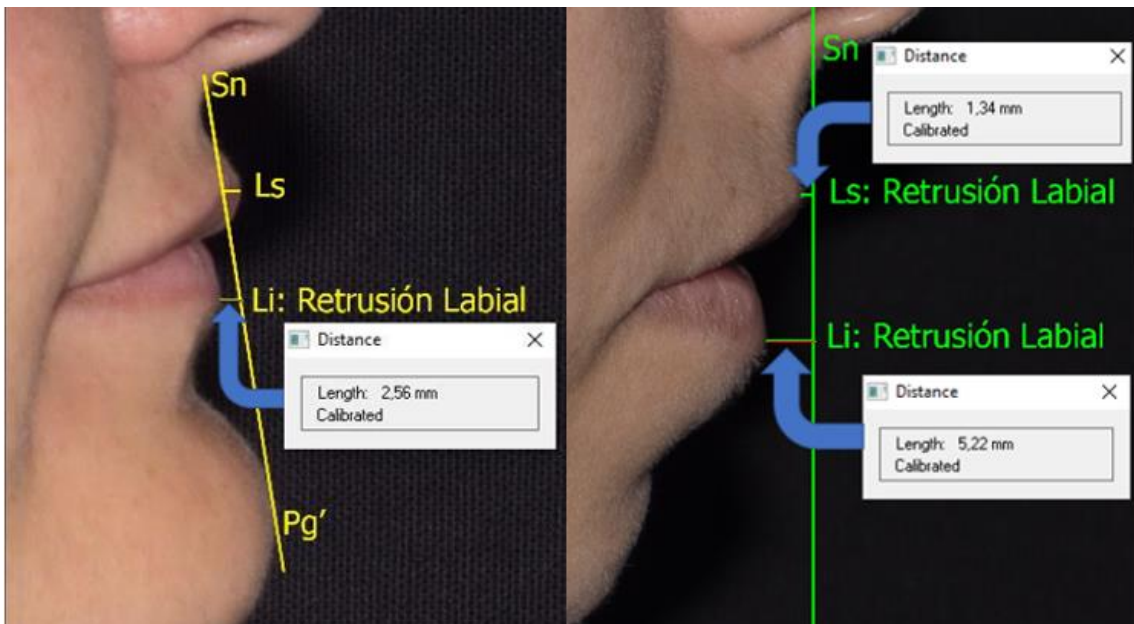 Sn
Ls
Li: Retrusión Labial
Distance
Length: 2,56 mm
Calibrated
Pg’
Sn
Distance
Length: 1,34 mm
Calibrated
Ls: Retrusión Labial
Li: Retrusión Labial
Distance
Length: 5,22 mm
Calibrated